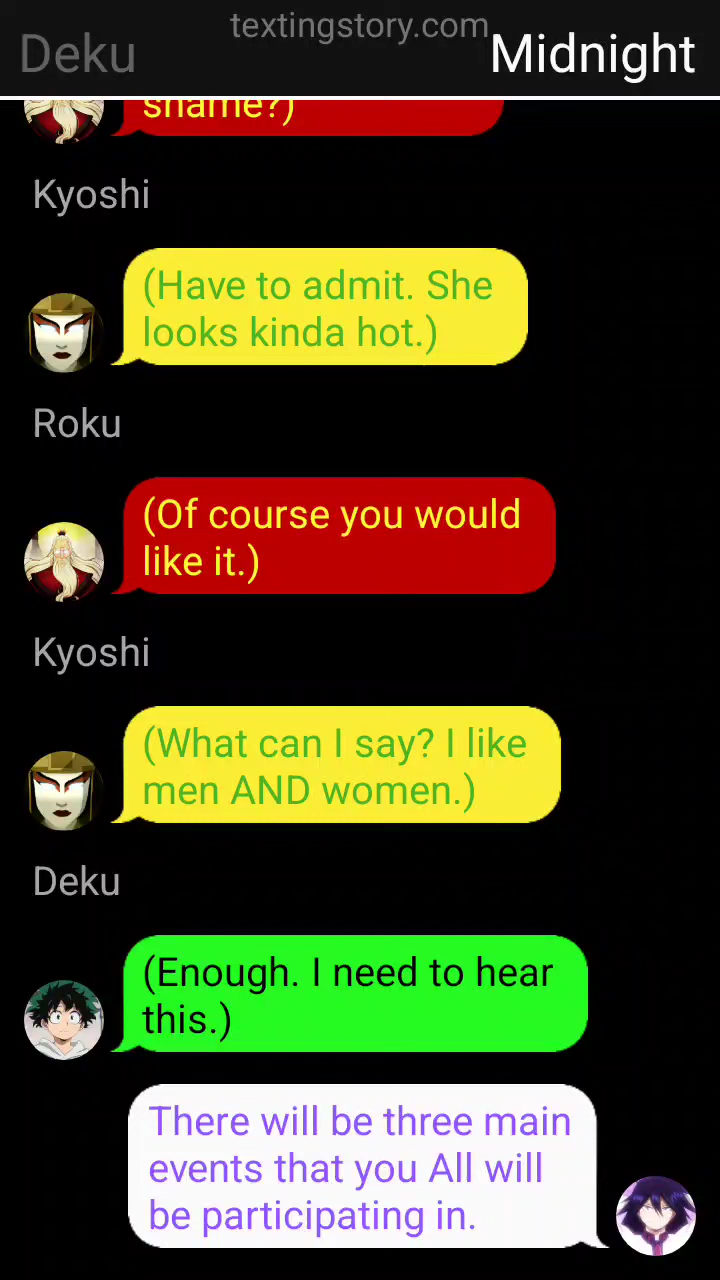 textingstory.com
Deku
Midnight
shame?)
Kyoshi
(Have to admit. She
looks kinda hot.)
Roku
(Of course you would
like it.)
Kyoshi
(What can I say? I like
men AND women.)
Deku
(Enough. I need to hear
this.)
There will be three main
events that you All will
be participating in.